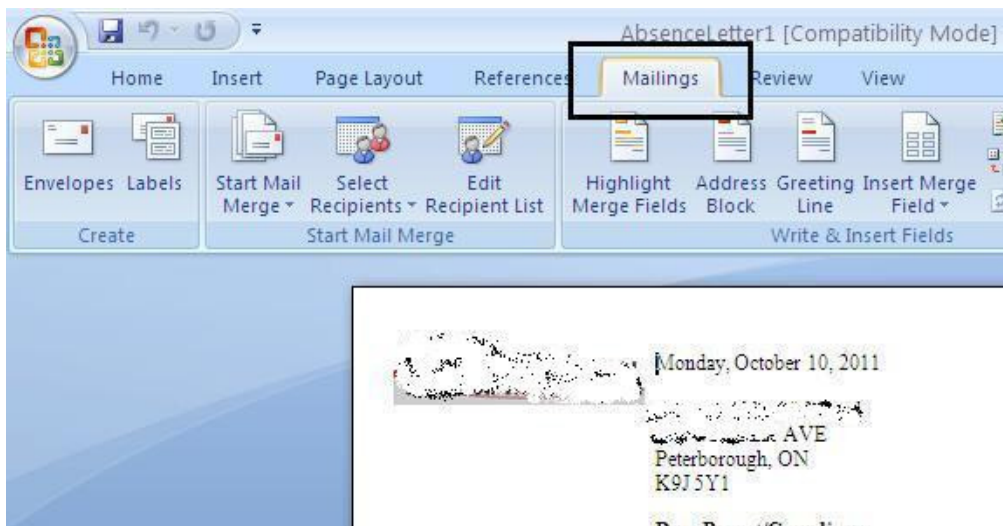 AbsenceLetter1 [Compatibility Mode]
Home Insert Page Layout References Mailings Review View
Envelopes Labels Start Mail Select Edit Highlight Address Greeting Insert Merge
Merge Recipients Recipient List Merge Fields Block Line Field
Create Start Mail Merge Write & Insert Fields
Monday, October 10, 2011
AVE
Peterborough, ON
K9J 5Y1